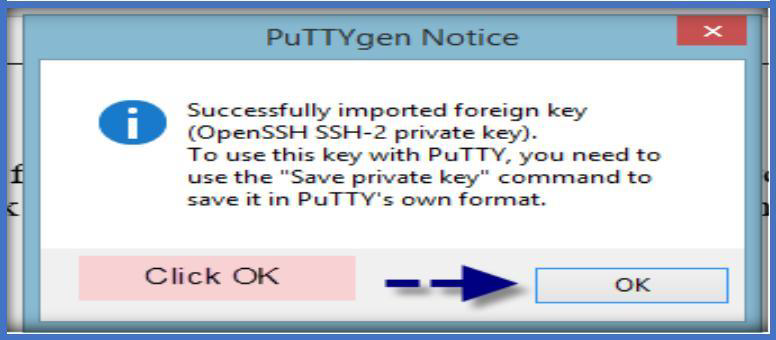 PuTTYgen Notice
Successfully imported foreign key
(OpenSSH SSH-2 private key).
To use this key with PuTTY, you need to
use the "Save private key" command to
save it in PuTTY's own format.
Click OK
OK